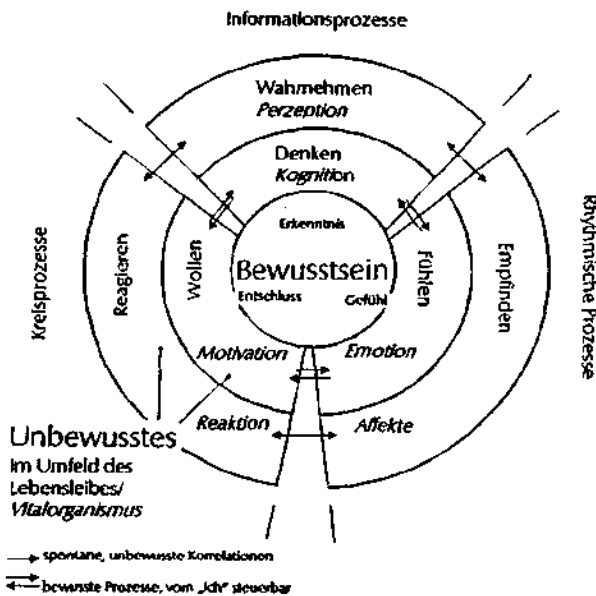 Informationsprozesse
Wahrnehmen
Perzeption
Denken
Kognition
Erkenntnis
Bewusstsein
Entschluss
Gefühl
Kreisprozesse
Reagieren
Wollen
Fühlen
Empfinden
Rhythmische Prozesse
Motivation
Emotion
Reaktion
Affekte
Unbewusstes
Im Umfeld des
Lebensleibes/
Vitalorganismus
spontane, unbewusste Korrelationen
bewusste Prozesse, vom „Ich“ steuerbar